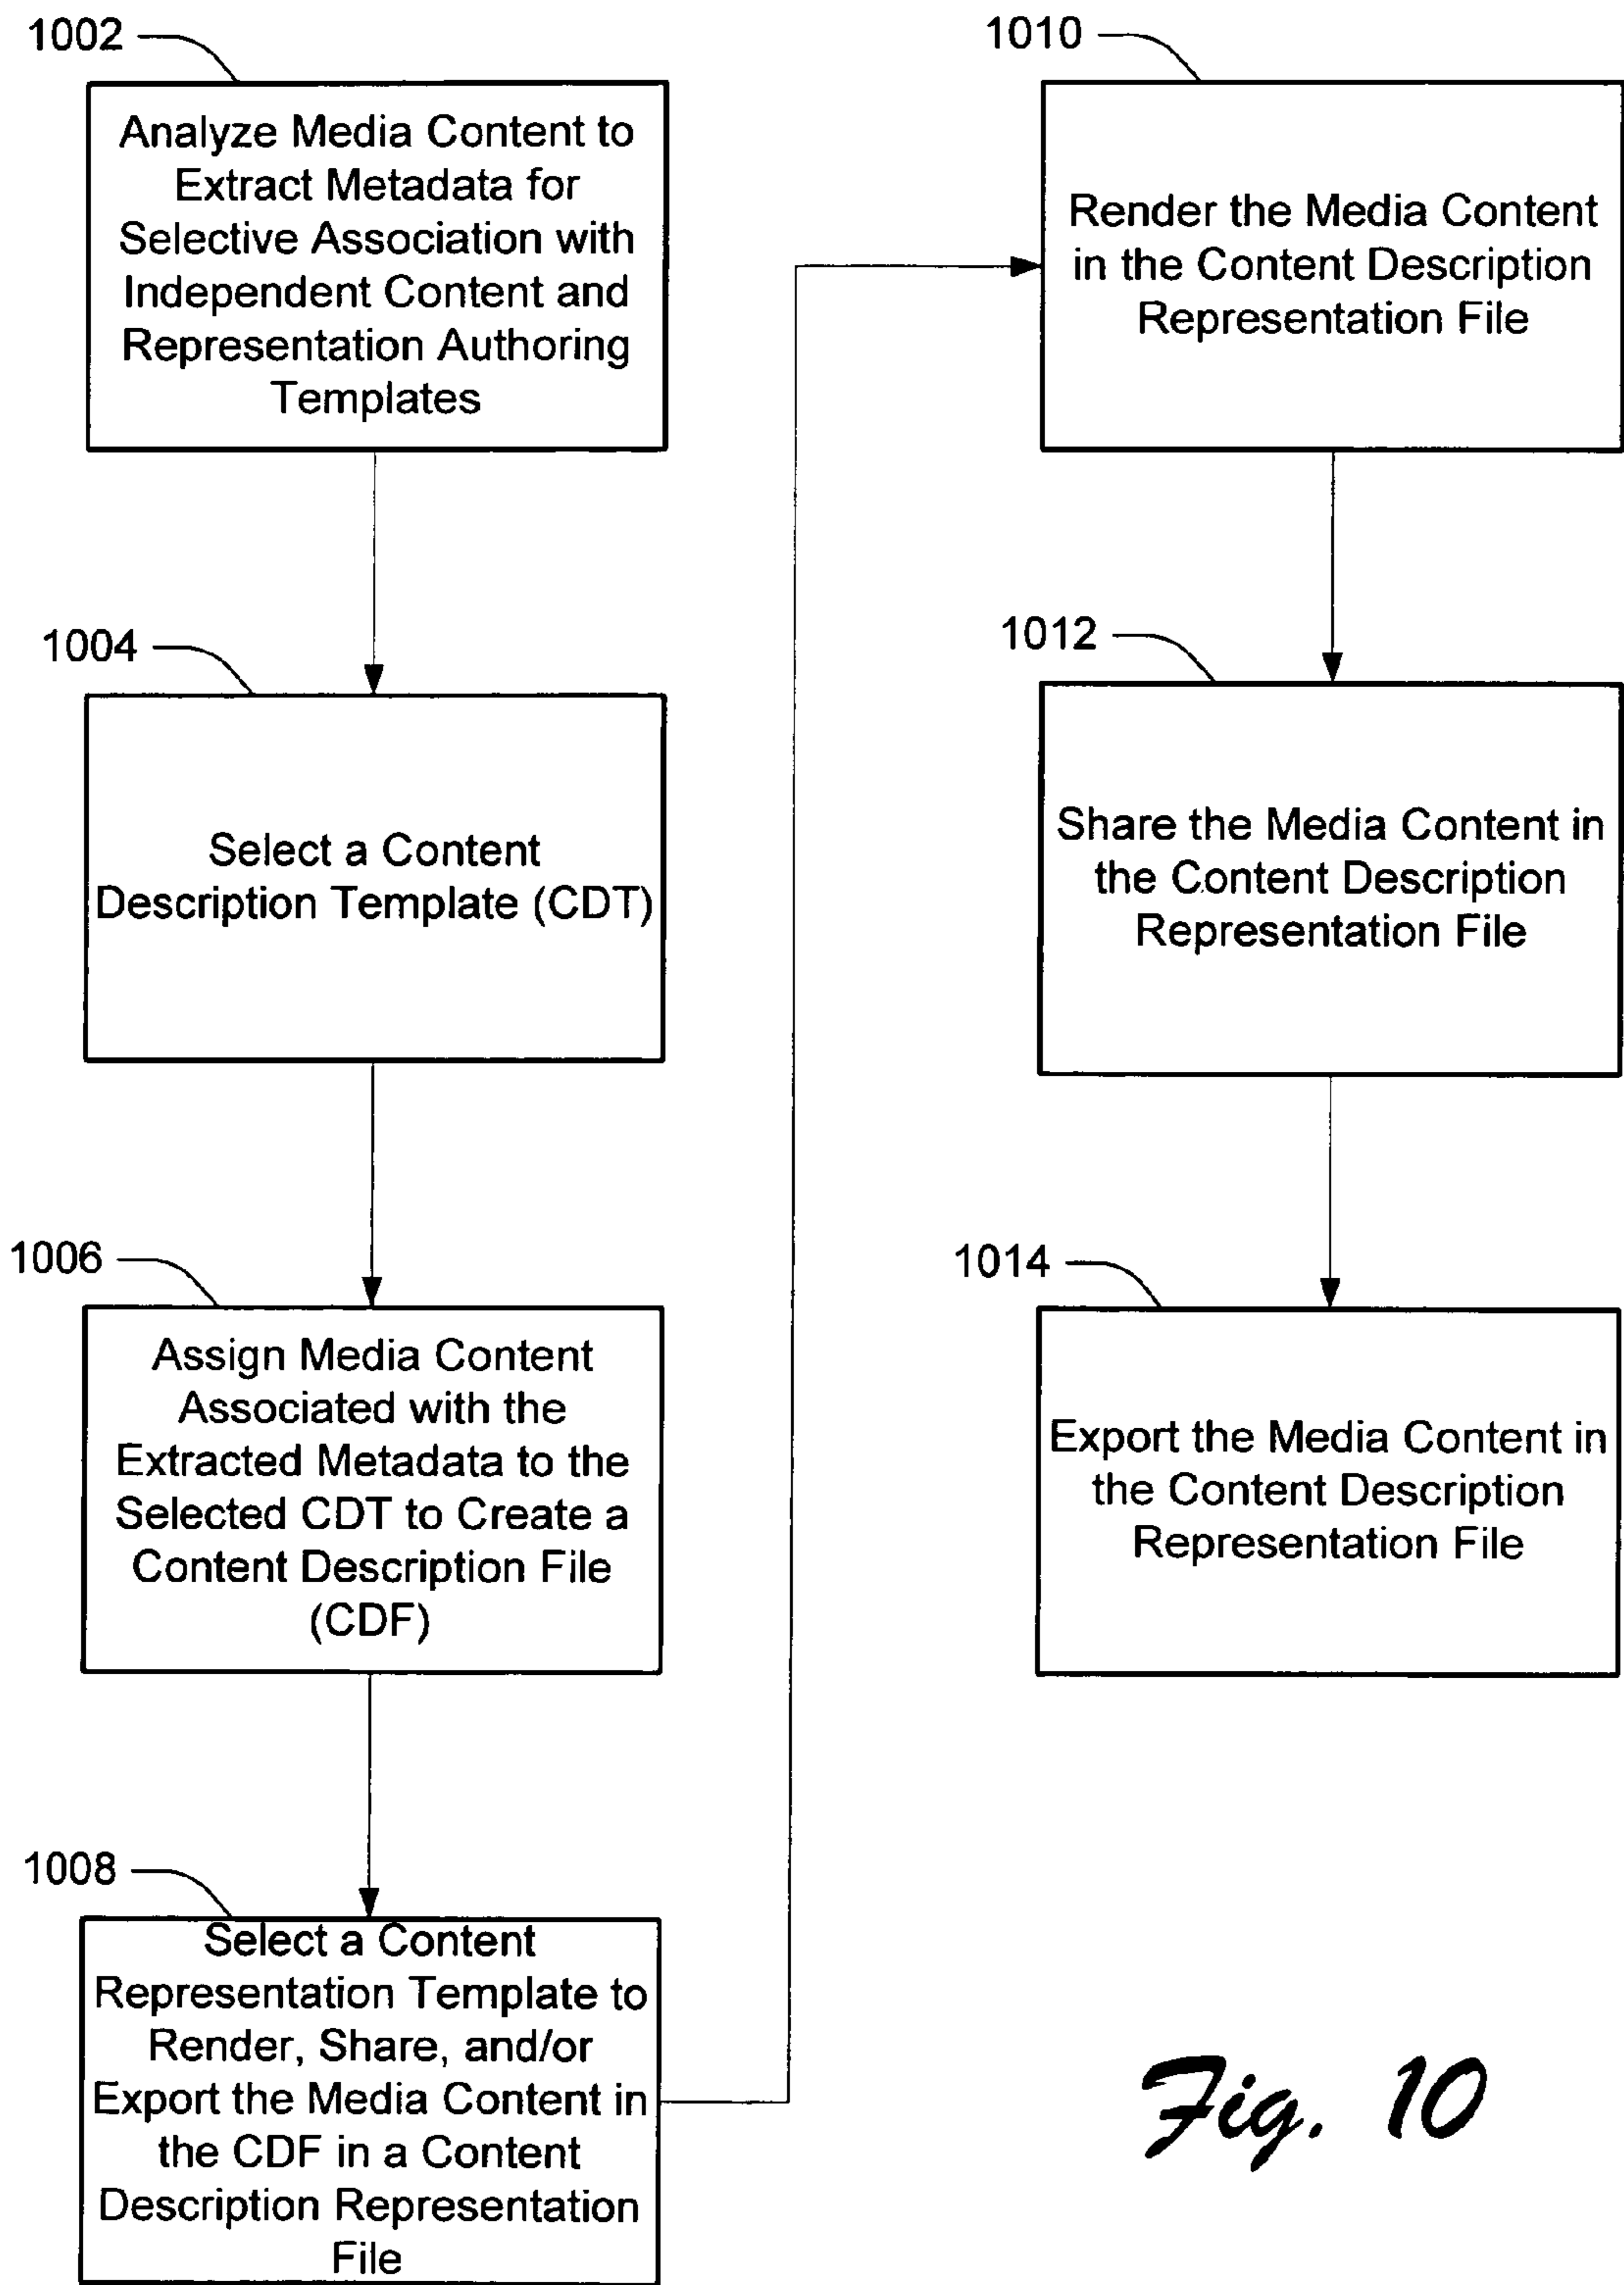 1002
Analyze Media Content to
Extract Metadata for
Selective Association with
Independent Content and
Representation Authoring
Templates
1004
Select a Content
Description Template (CDT)
1006
Assign Media Content
Associated with the
Extracted Metadata to the
Selected CDT to Create a
Content Description File
(CDF)
1008
Select a Content
Representation Template to
Render, Share, and/or
Export the Media Content in
the CDF in a Content
Description Representation
File
1010
Render the Media Content
in the Content Description
Representation File
1012
Share the Media Content in
the Content Description
Representation File
1014
Export the Media Content in
the Content Description
Representation File
Fig. 10